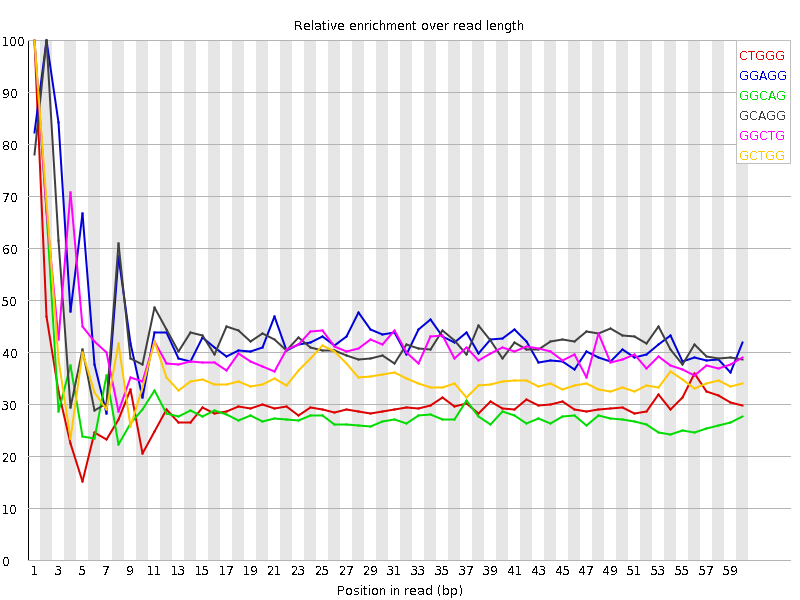 Relative enrichment over read length
100
90
80
70
60
50
40
30
20
10
0
CTGGG
GGAGG
GGCAG
GCAGG
GGCTG
GCTGG
1 3 5 7 9 11 13 15 17 19 21 23 25 27 29 31 33 35 37 39 41 43 45 47 49 51 53 55 57 59
Position in read (bp)